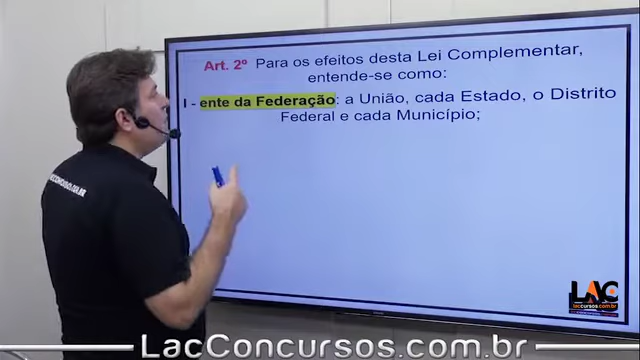 Art. 2º Para os efeitos desta Lei Complementar,
entende-se como:
I - ente da Federação: a União, cada Estado, o Distrito
Federal e cada Município;
LAC
laccursos.com.br
LacConcursos.com.br